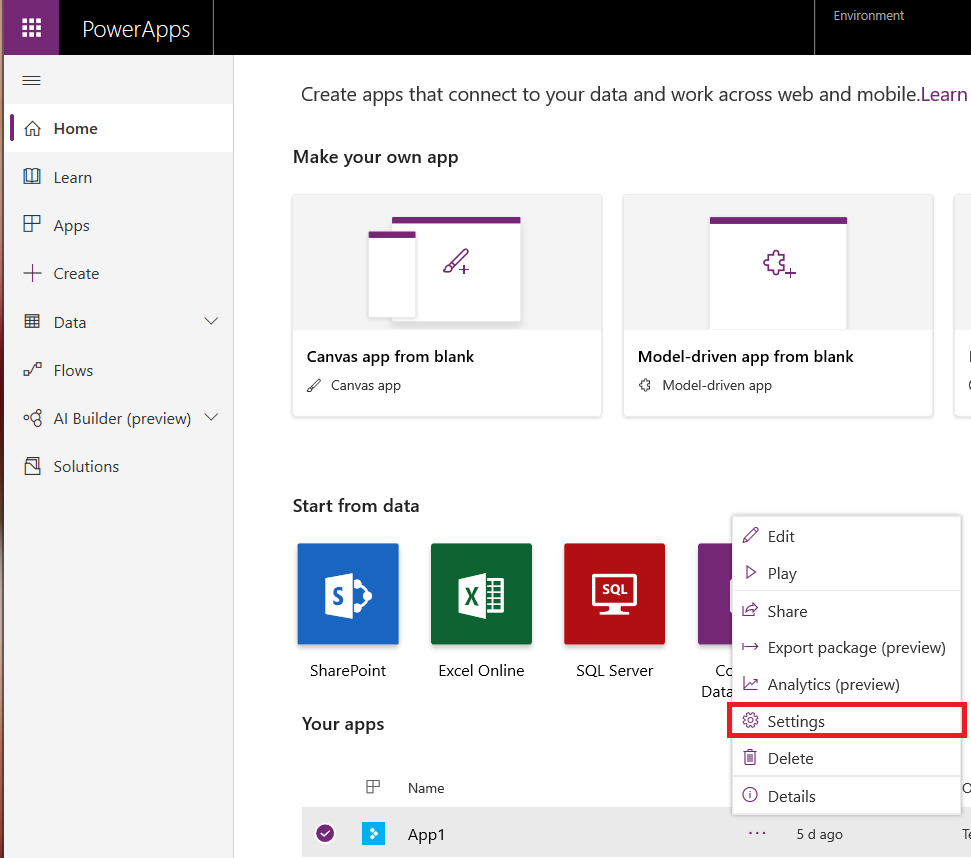 PowerApps
Environment
Create apps that connect to your data and work across web and mobile.Learn
Home
Learn
Apps
Create
Data
Flows
AI Builder (preview)
Solutions
Make your own app
Canvas app from blank
Canvas app
Model-driven app from blank
Model-driven app
Start from data
S
X
SQL
SharePoint
Excel Online
SQL Server
Co
Data
Edit
Play
Share
Export package (preview)
Analytics (preview)
Settings
Delete
Details
Your apps
Name
App1
... 5 d ago